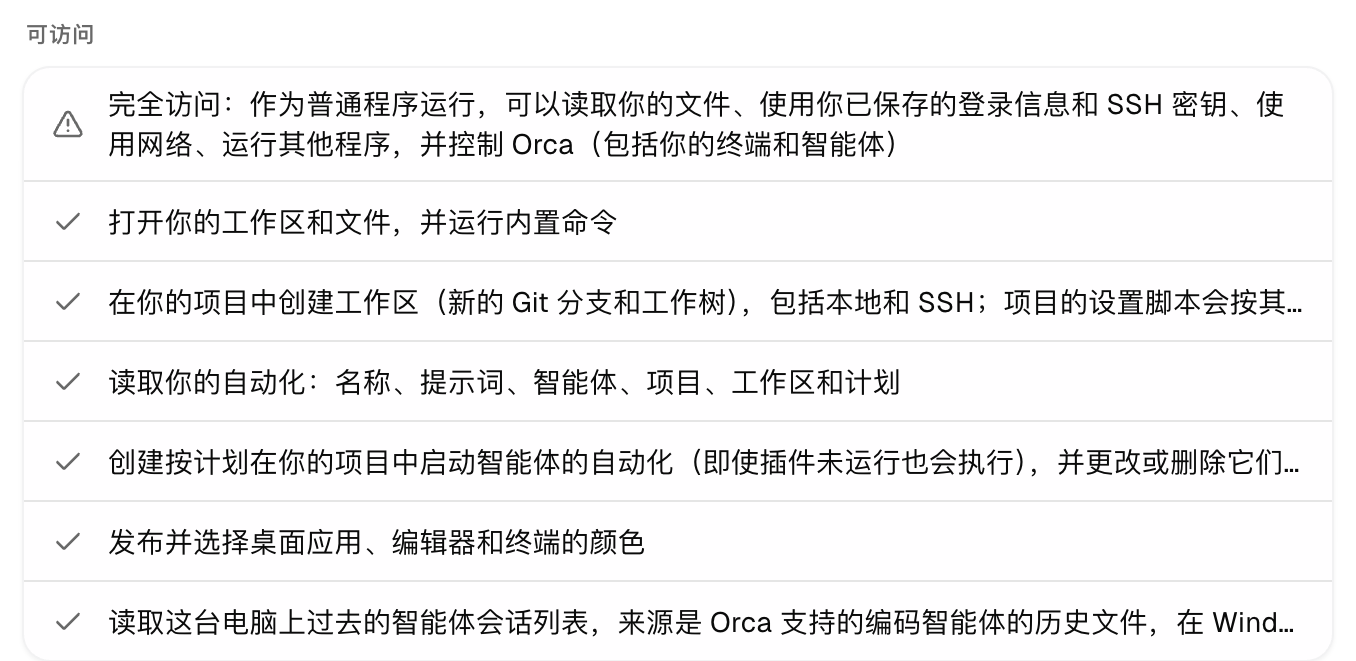 可访问
完全访问：作为普通程序运行，可以读取你的文件、使用你已保存的登录信息和 SSH 密钥、使
用网络、运行其他程序，并控制 Orca（包括你的终端和智能体）
打开你的工作区和文件，并运行内置命令
在你的项目中创建工作区（新的 Git 分支和工作树），包括本地和 SSH；项目的设置脚本会按其...
读取你的自动化：名称、提示词、智能体、项目、工作区和计划
创建按计划在你的项目中启动智能体的自动化（即使插件未运行也会执行），并更改或删除它们...
发布并选择桌面应用、编辑器和终端的颜色
读取这台电脑上过去的智能体会话列表，来源是 Orca 支持的编码智能体的历史文件，在 Wind...